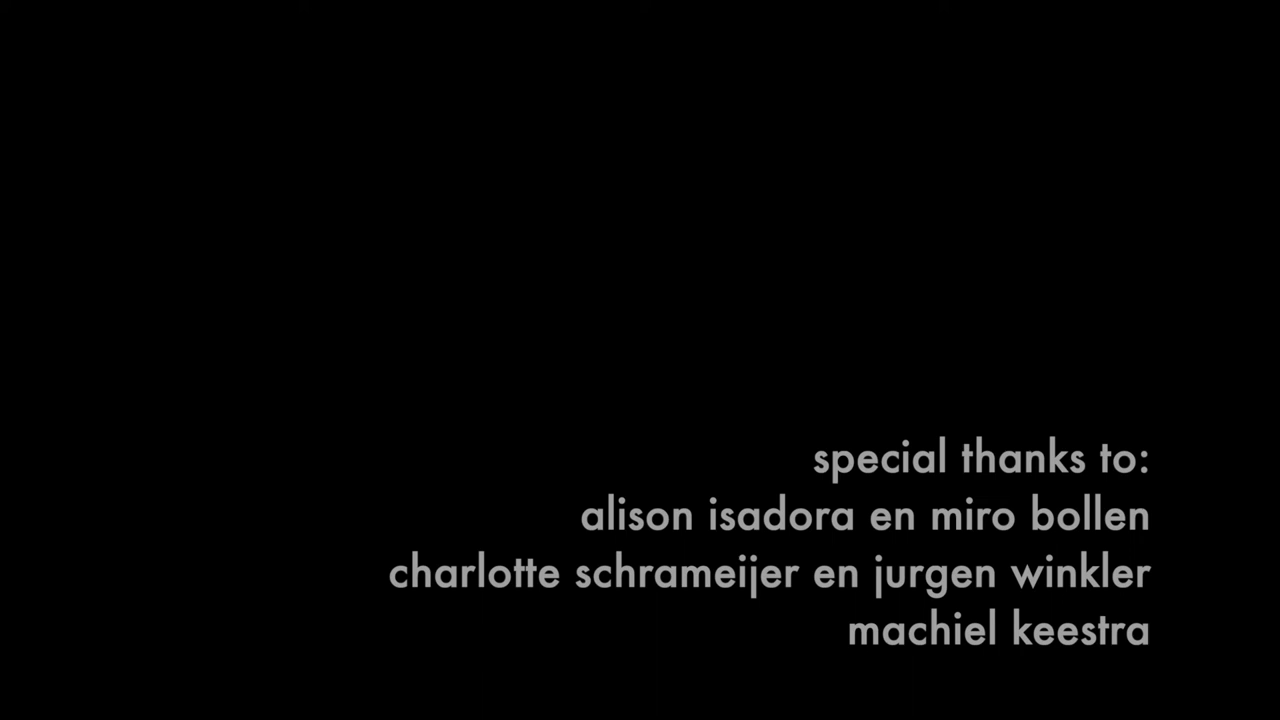 special thanks to:
alison isadora en miro bollen
charlotte schrameijer en jurgen winkler
machiel keestra